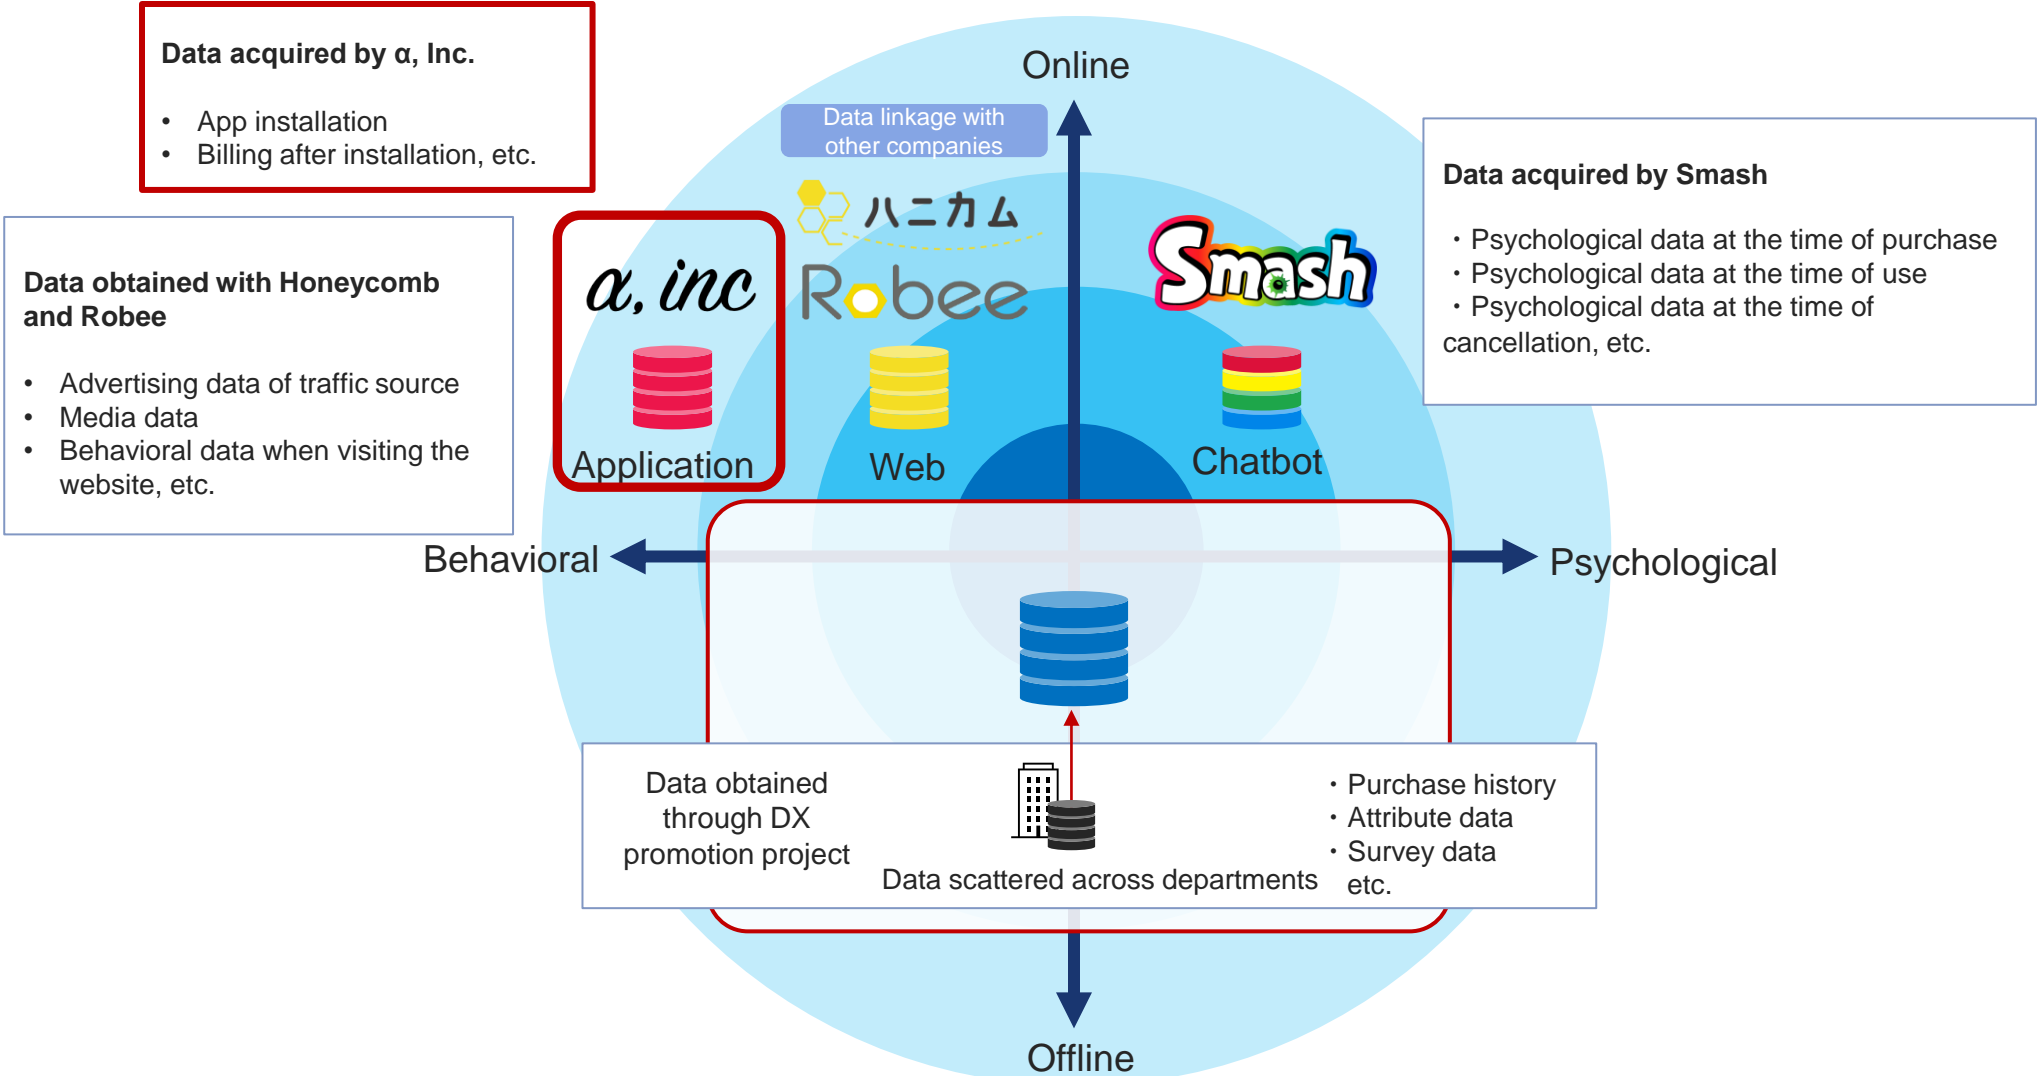 Data acquired by α, Inc.
• App installation
• Billing after installation, etc.
Data obtained with Honeycomb
and Robee
• Advertising data of traffic source
• Media data
• Behavioral data when visiting the
website, etc.
Online
Data linkage with
other companies
ハニカム
Robee
α, inc
Smash
Application
Web
Chatbot
Data acquired by Smash
・Psychological data at the time of purchase
・Psychological data at the time of use
・Psychological data at the time of
cancellation, etc.
Behavioral
Psychological
Data obtained
through DX
promotion project
Data scattered across departments
・Purchase history
・Attribute data
・Survey data
etc.
Offline